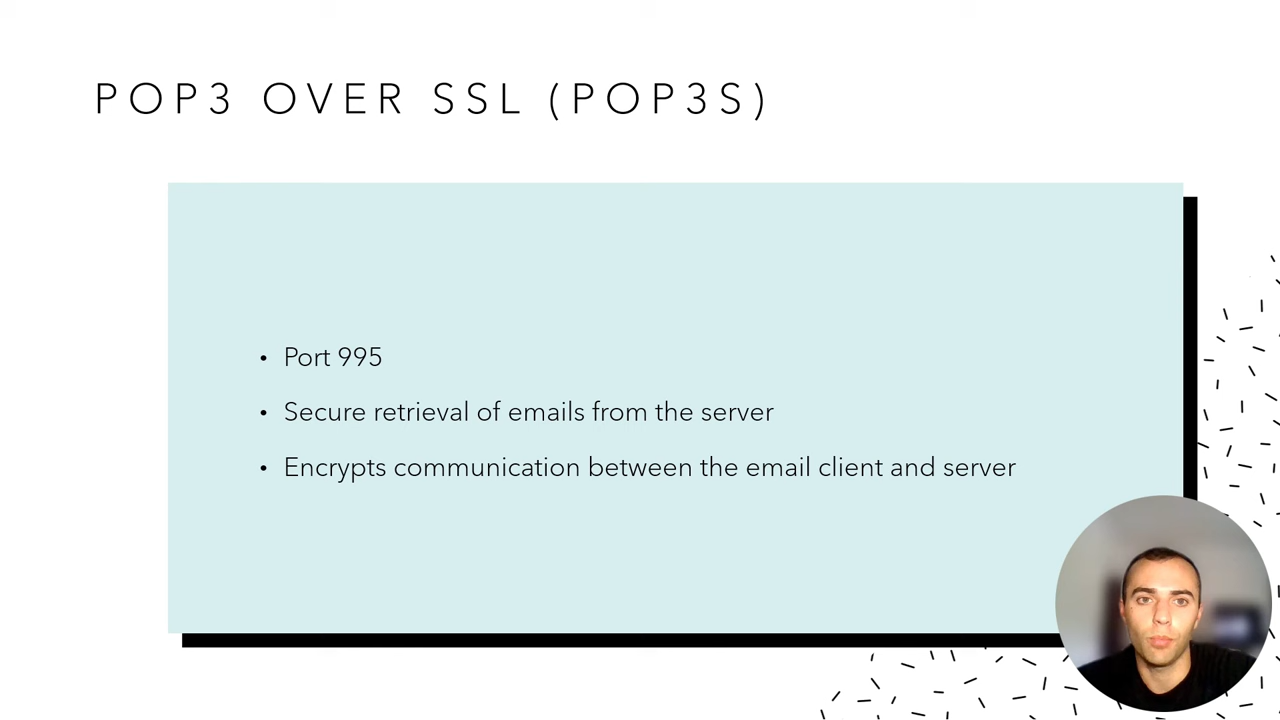 POP3 OVER SSL (POP3S)
• Port 995
• Secure retrieval of emails from the server
• Encrypts communication between the email client and server